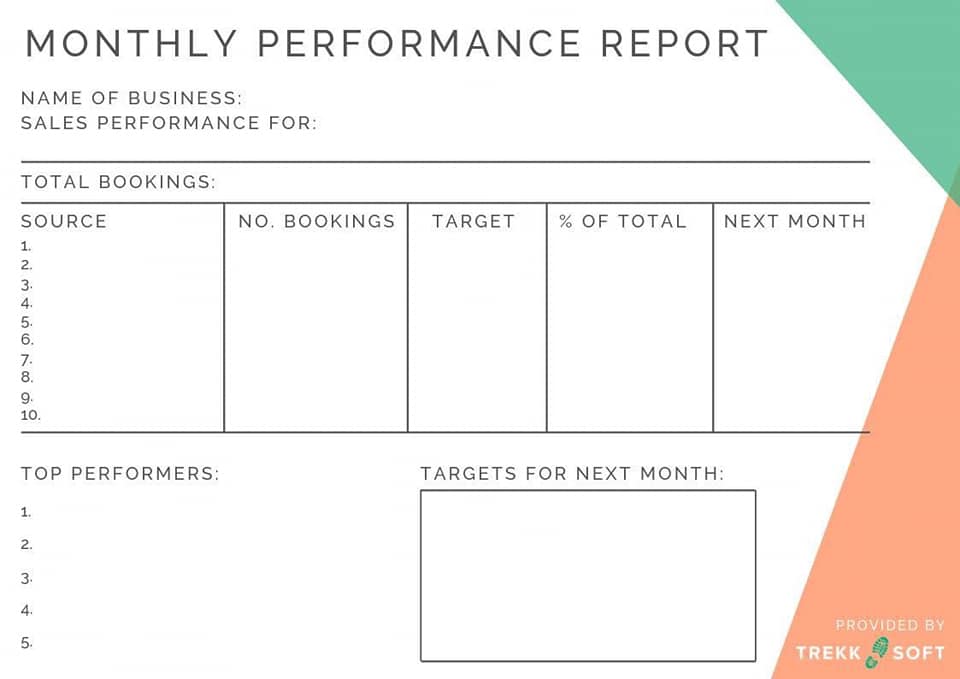 MONTHLY PERFORMANCE REPORT
NAME OF BUSINESS:
SALES PERFORMANCE FOR:
TOTAL BOOKINGS:
SOURCE NO. BOOKINGS TARGET % OF TOTAL NEXT MONTH
1.
2.
3.
4.
5.
6.
7.
8.
9.
10.
TOP PERFORMERS:
1.
2.
3.
4.
5.
TARGETS FOR NEXT MONTH:
PROVIDED BY
TREKK SOFT